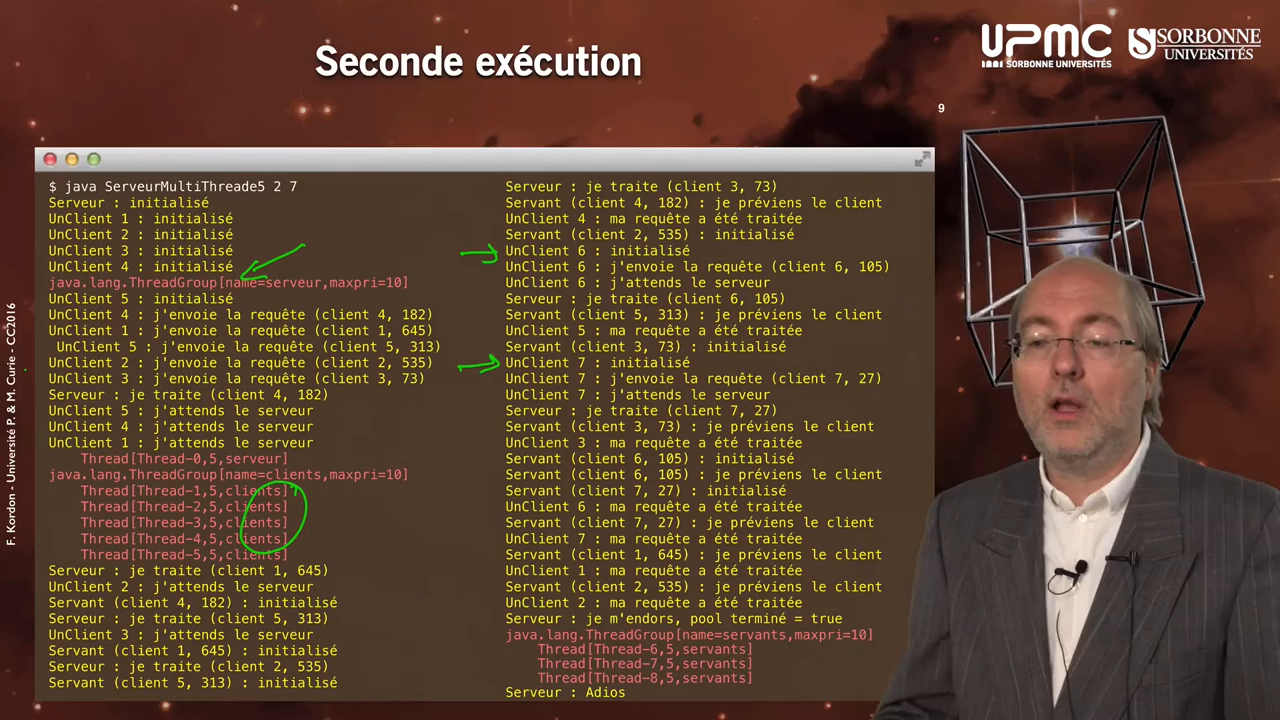 Seconde exécution
UPMC
SORBONNE UNIVERSITÉS
SORBONNE
UNIVERSITÉS
9
F. Kordon - Université P. & M. Curie - CC2016
$ java ServeurMultiThreade5 2 7
Serveur : initialisé
UnClient 1 : initialisé
UnClient 2 : initialisé
UnClient 3 : initialisé
UnClient 4 : initialisé
java.lang.ThreadGroup[name=serveur,maxpri=10]
UnClient 5 : initialisé
UnClient 4 : j'envoie la requête (client 4, 182)
UnClient 1 : j'envoie la requête (client 1, 645)
UnClient 5 : j'envoie la requête (client 5, 313)
UnClient 2 : j'envoie la requête (client 2, 535)
UnClient 3 : j'envoie la requête (client 3, 73)
Serveur : je traite (client 4, 182)
UnClient 5 : j'attends le serveur
UnClient 4 : j'attends le serveur
UnClient 1 : j'attends le serveur
Thread[Thread-0,5,serveur]
java.lang.ThreadGroup[name=clients,maxpri=10]
Thread[Thread-1,5,clients]
Thread[Thread-2,5,clients]
Thread[Thread-3,5,clients]
Thread[Thread-4,5,clients]
Thread[Thread-5,5,clients]
Serveur : je traite (client 1, 645)
UnClient 2 : j'attends le serveur
Servant (client 4, 182) : initialisé
Serveur : je traite (client 5, 313)
UnClient 3 : j'attends le serveur
Servant (client 1, 645) : initialisé
Serveur : je traite (client 2, 535)
Servant (client 5, 313) : initialisé
Serveur : je traite (client 3, 73)
Servant (client 4, 182) : je préviens le client
UnClient 4 : ma requête a été traitée
Servant (client 2, 535) : initialisé
UnClient 6 : initialisé
UnClient 6 : j'envoie la requête (client 6, 105)
UnClient 6 : j'attends le serveur
Serveur : je traite (client 6, 105)
Servant (client 5, 313) : je préviens le client
UnClient 5 : ma requête a été traitée
Servant (client 3, 73) : initialisé
UnClient 7 : initialisé
UnClient 7 : j'envoie la requête (client 7, 27)
UnClient 7 : j'attends le serveur
Serveur : je traite (client 7, 27)
Servant (client 3, 73) : je préviens le client
UnClient 3 : ma requête a été traitée
Servant (client 6, 105) : initialisé
Servant (client 6, 105) : je préviens le client
Servant (client 7, 27) : initialisé
UnClient 6 : ma requête a été traitée
Servant (client 7, 27) : je préviens le client
UnClient 7 : ma requête a été traitée
Servant (client 1, 645) : je préviens le client
UnClient 1 : ma requête a été traitée
Servant (client 2, 535) : je préviens le client
UnClient 2 : ma requête a été traitée
Serveur : je m'endors, pool terminé = true
java.lang.ThreadGroup[name=servants,maxpri=10]
Thread[Thread-6,5,servants]
Thread[Thread-7,5,servants]
Thread[Thread-8,5,servants]
Serveur : Adios